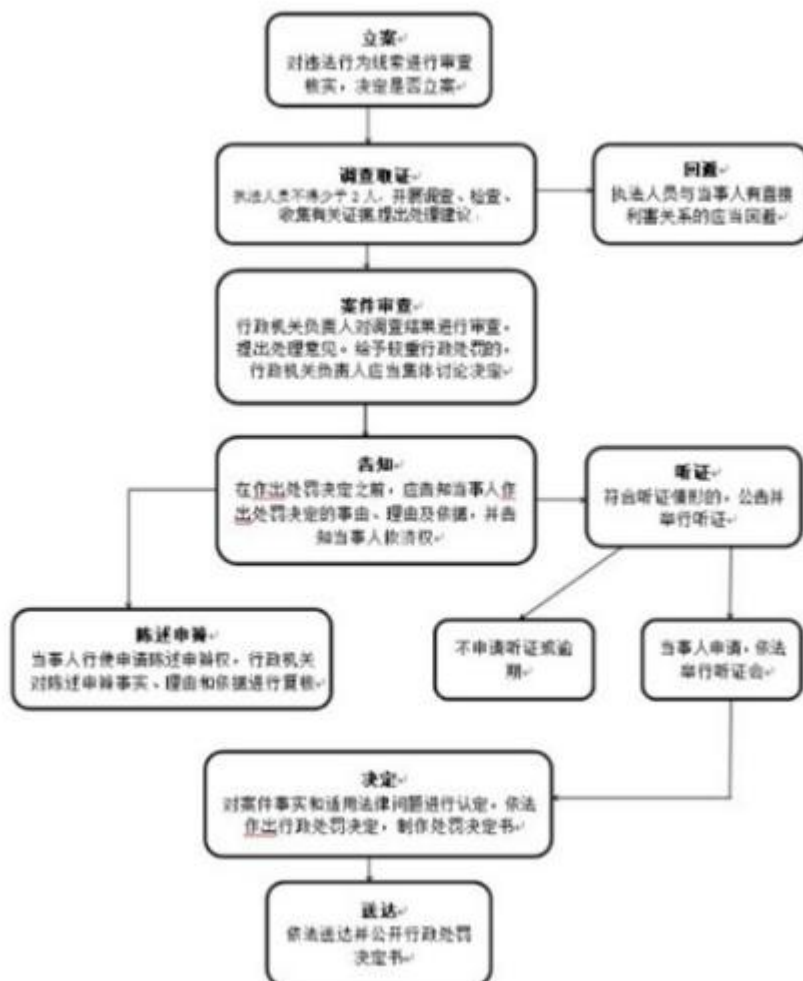 立案
对违法行为线索进行审查
核实，决定是否立案
调查取证
执法人员不得少于2人，开展调查、检查、
收集有关证据,提出处理建议。
回避
执法人员与当事人有直接
利害关系的应当回避
案件审查
行政机关负责人对调查结果进行审查，
提出处理意见。给予较重行政处罚的，
行政机关负责人应当集体讨论决定
告知
在作出处罚决定之前，应告知当事人作
出处罚决定的事由、理由及依据，并告
知当事人救济权
听证
符合听证情形的，公告并
举行听证
陈述申辩
当事人行使申请陈述申辩权，行政机关
对陈述申辩事实、理由和依据进行复核
不申请听证或逾
期
当事人申请，依法
举行听证会
决定
对案件事实和适用法律问题进行认定，依法
作出行政处罚决定，制作处罚决定书
送达
依法送达并公开行政处罚
决定书